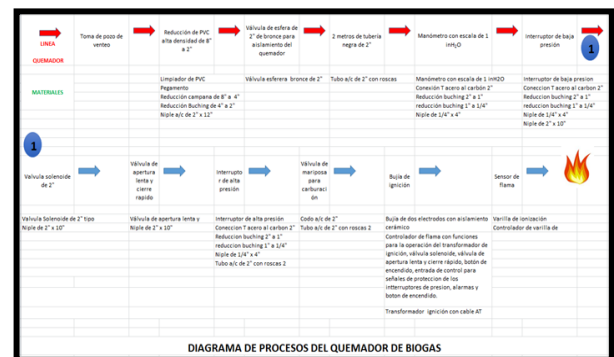 LINEA
QUEMADOR
Toma de pozo de
venteo
Reducción de PVC
alta densidad de 8"
a 2"
Válvula de esfera de
2" de bronce para
aislamiento del
quemador
2 metros de tubería
negra de 2"
Manómetro con escala de 1
inH₂O
Interruptor de baja
presión
1
MATERIALES
Limpiador de PVC
Pegamento
Reducción campana de 8" a 4"
Reducción Buching de 4" a 2"
Niple a/c de 2" x 12"
Válvula esferera bronce de 2"
Tubo a/c de 2" con roscas
Manómetro con escala de 1 inH2O
Conexión T acero al carbón 2"
Reducción buching 2" a 1"
reducción buching 1" a 1/4"
Niple de 1/4" x 4"
Interruptor de baja presion
Coneccion T acero al carbon 2"
Reduccion buching 2" a 1"
reduccion buching 1" a 1/4"
Niple de 1/4" x 4"
Niple de 2" x 10"
1
Valvula solenoide
de 2"
Válvula de
apertura
lenta y
cierre
rapido
Interrupto
r de alta
presión
Válvula de
mariposa
para
carburaci
ón
Bujía de
ignición
Sensor de
flama
Valvula Solenoide de 2" tipo
Niple de 2" x 10"
Válvula de apertura lenta y
Niple de 2" x 10"
Interruptor de alta presión
Coneccion T acero al carbon 2"
Reduccion buching 2" a 1"
reduccion buching 1" a 1/4"
Niple de 1/4" x 4"
Tubo a/c de 2" con roscas 2
Codo a/c de 2"
Tubo a/c de 2" con roscas 2
Bujía de dos electrodos con aislamiento
cerámico
Controlador de flama con funciones
para la operación del transformador de
ignición, válvula solenoide, válvula de
apertura lenta y cierre rápido, botón de
encendido, entrada de control para
señales de proteccion de los
interruptores de presion, alarmas y
boton de encendido.
Transformador ignición con cable AT
Varilla de ionización
Controlador de varilla de
DIAGRAMA DE PROCESOS DEL QUEMADOR DE BIOGAS